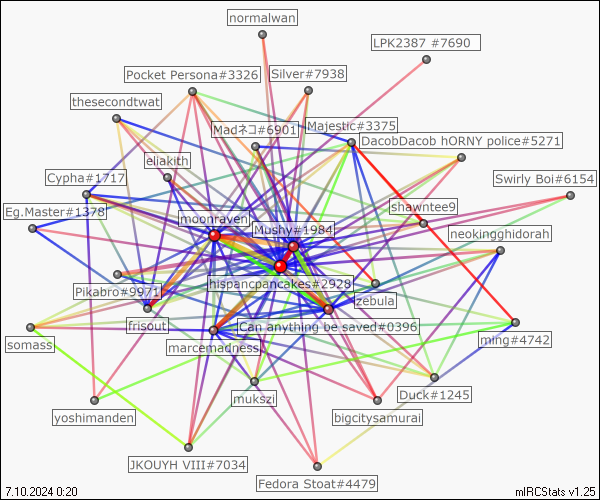 normalwan
LPK2387 #7690
Pocket Persona#3326
Silver#7938
thesecondtwat
Madネコ#6901
Majestic#3375
DacobDacob hORNY police#5271
eliakith
Cypha#1717
Swirly Boi#6154
Eg.Master#1378
moonraven
shawntee9
Mushy#1984
neokingghidorah
hispancpancakes#2928
Pikabro#9971
zebula
frisout
Can anything be saved#0396
somass
marcemadness
ming#4742
mukszi
Duck#1245
yoshimanden
bigcitysamurai
JKOUYH VIII#7034
Fedora Stoat#4479
7.10.2024 0:20
mIRCStats v1.25